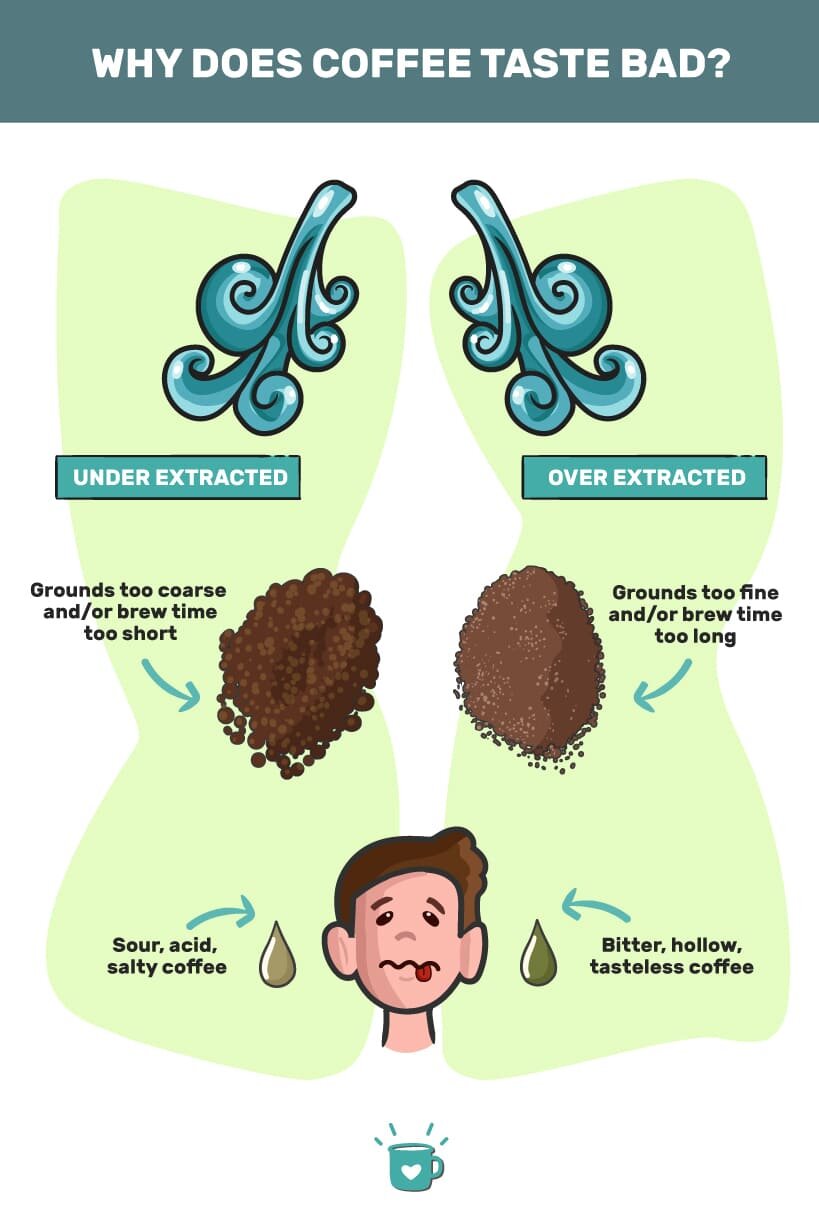 WHY DOES COFFEE TASTE BAD?
UNDER EXTRACTED
OVER EXTRACTED
Grounds too coarse
and/or brew time
too short
Grounds too fine
and/or brew time
too long
Sour, acid,
salty coffee
Bitter, hollow,
tasteless coffee